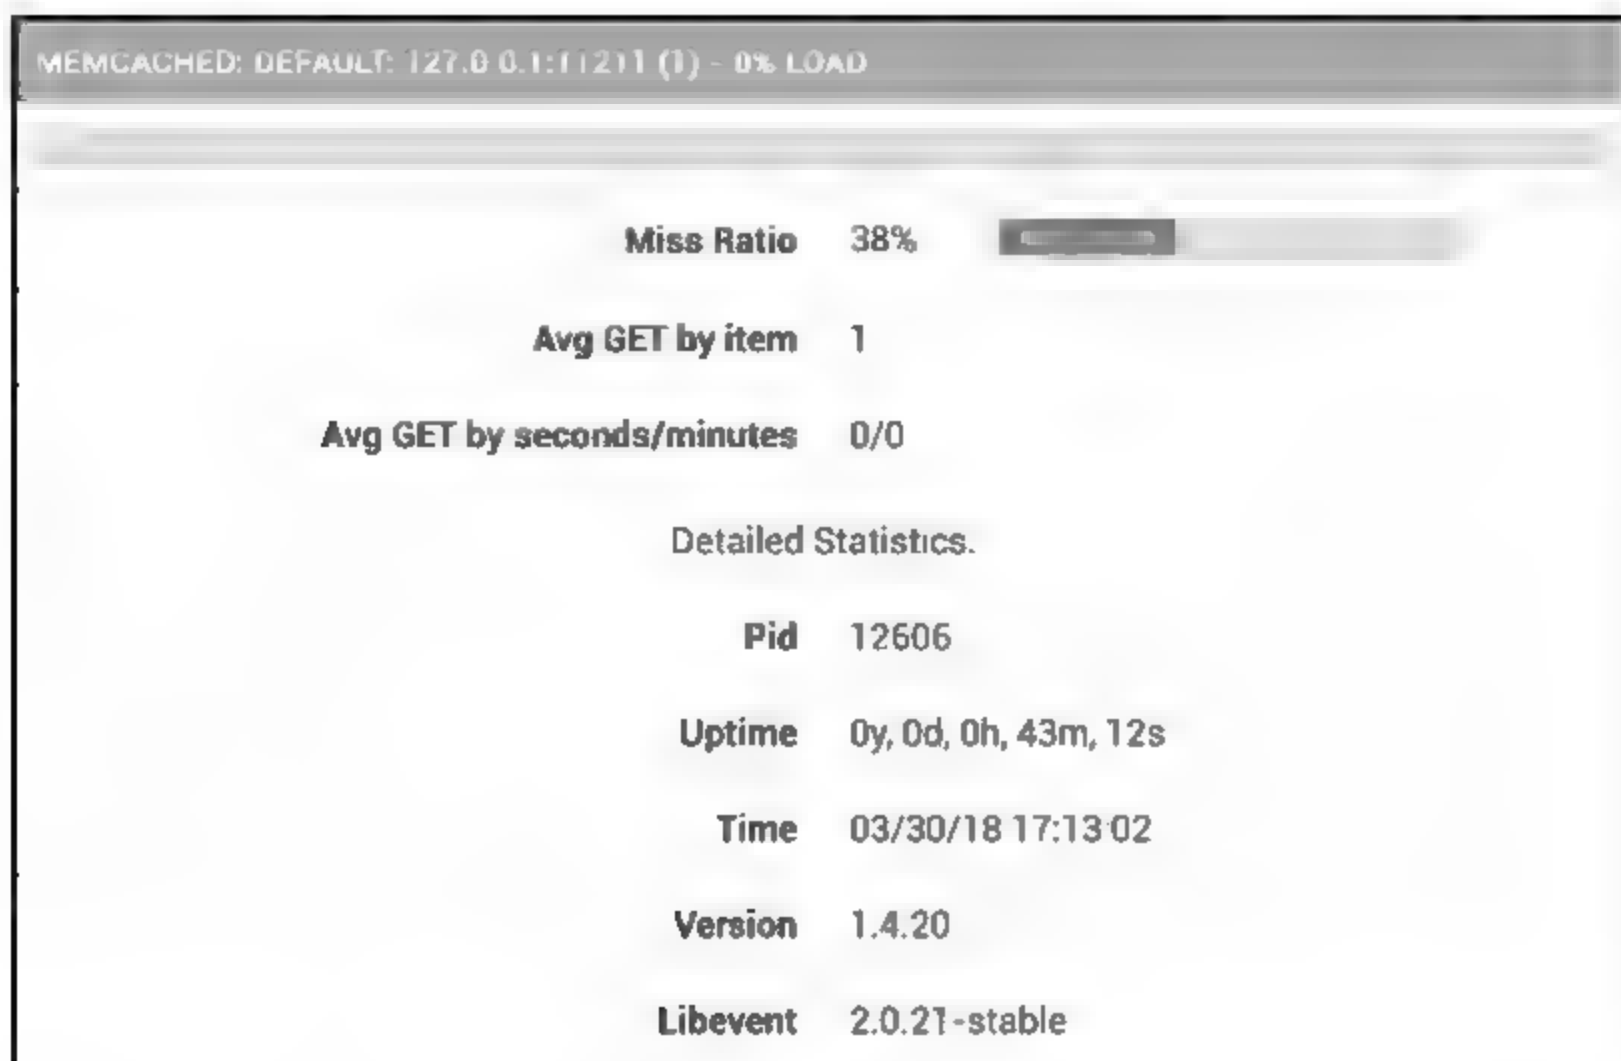 MEMCACHED: DEFAULT: 127.0.0.1:11211 (1) - 0% LOAD
Miss Ratio 38%
Avg GET by item 1
Avg GET by seconds/minutes 0/0
Detailed Statistics.
Pid 12606
Uptime 0y, 0d, 0h, 43m, 12s
Time 03/30/18 17:13:02
Version 1.4.20
Libevent 2.0.21-stable